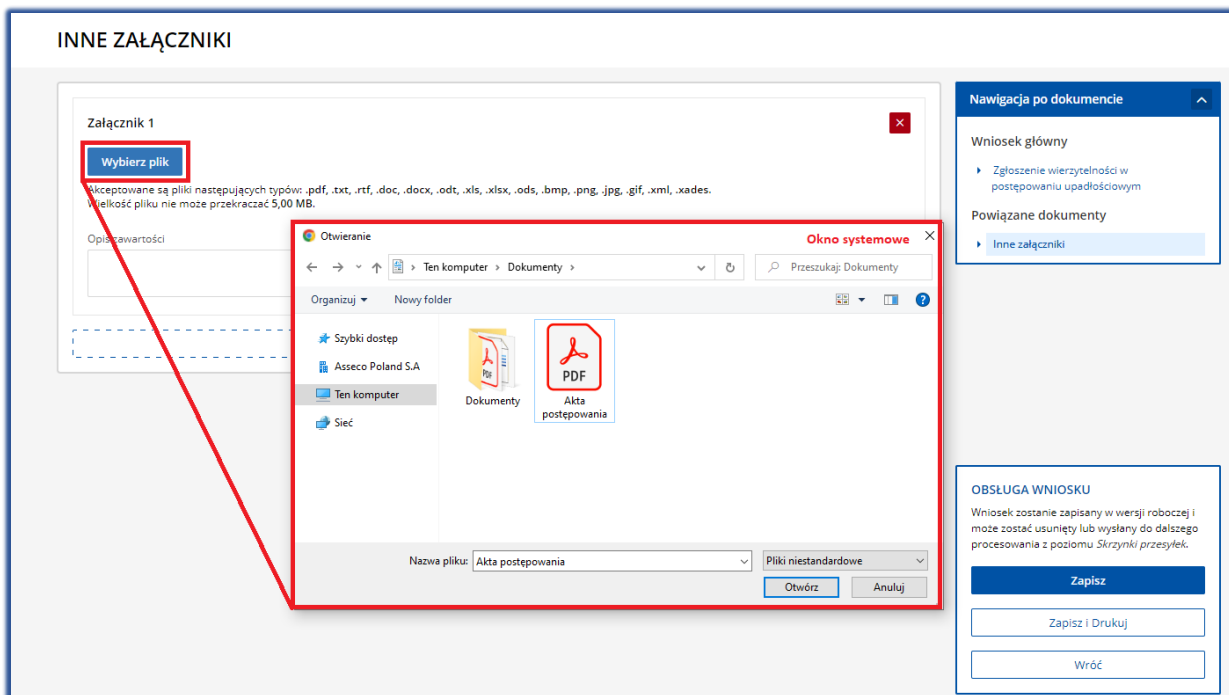 INNE ZAŁĄCZNIKI
Załącznik 1
Wybierz plik
Akceptowane są pliki następujących typów: .pdf, .txt, .rtf, .doc, .docx, .odt, .xls, .xlsx, .ods, .bmp, .png, .jpg, .gif, .xml, .xades.
Wielkość pliku nie może przekraczać 5,00 MB.
Opis zawartości
Otwieranie
Okno systemowe
Ten komputer > Dokumenty >
Przeszukaj: Dokumenty
Organizuj
Nowy folder
Szybki dostęp
Asseco Poland S.A
Ten komputer
Sieć
PDF
Dokumenty
PDF
Akta
postępowania
Nazwa pliku: Akta postępowania
Pliki niestandardowe
Otwórz
Anuluj
Nawigacja po dokumencie
Wniosek główny
Zgłoszenie wierzytelności w
postępowaniu upadłościowym
Powiązane dokumenty
Inne załączniki
OBSŁUGA WNIOSKU
Wniosek zostanie zapisany w wersji roboczej i
może zostać usunięty lub wysłany do dalszego
procesowania z poziomu Skrzynki przesyłek.
Zapisz
Zapisz i Drukuj
Wróć